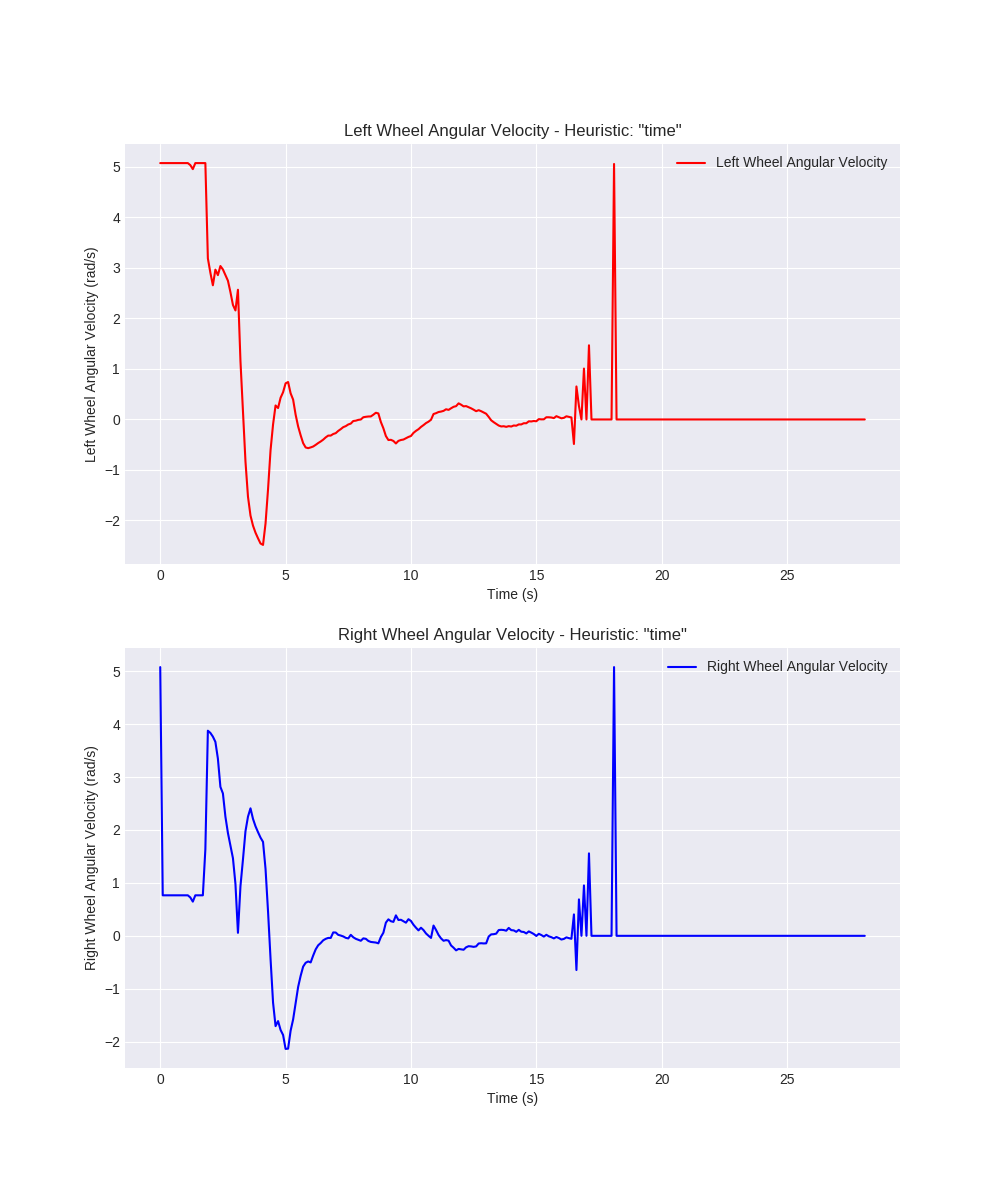 Left Wheel Angular Velocity - Heuristic: "time"
Left Wheel Angular Velocity
Left Wheel Angular Velocity (rad/s)
5
4
3
2
1
0
−1
−2
0 5 10 15 20 25
Time (s)
Right Wheel Angular Velocity - Heuristic: "time"
Right Wheel Angular Velocity
Right Wheel Angular Velocity (rad/s)
5
4
3
2
1
0
−1
−2
0 5 10 15 20 25
Time (s)